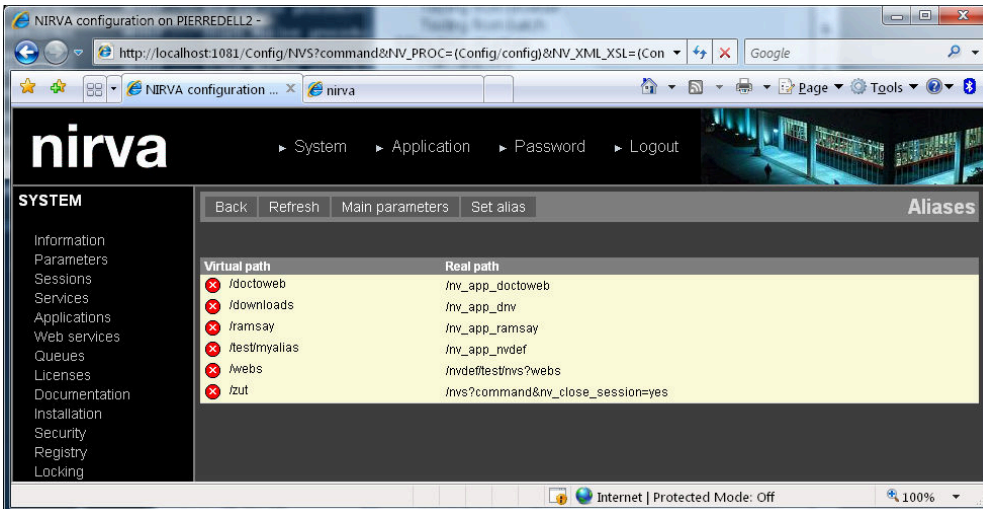 NIRVA configuration on PIERREDELL2 -
http://localhost:1081/Config/NVS?command&NV_PROC=(Config/config)&NV_XML_XSL=(Con
Google
NIRVA configuration ...
nirva
Page
Tools
nirva
System
Application
Password
Logout
SYSTEM
Back
Refresh
Main parameters
Set alias
Aliases
Information
Parameters
Sessions
Services
Applications
Web services
Queues
Licenses
Documentation
Installation
Security
Registry
Locking
Virtual path Real path
/doctoweb /nv_app_doctoweb
/downloads /nv_app_dnv
/ramsay /nv_app_ramsay
/test/myalias /nv_app_nvdef
/webs /nvdef/test/nvs?webs
/zut /nvs?command&nv_close_session=yes
Internet | Protected Mode: Off
100%